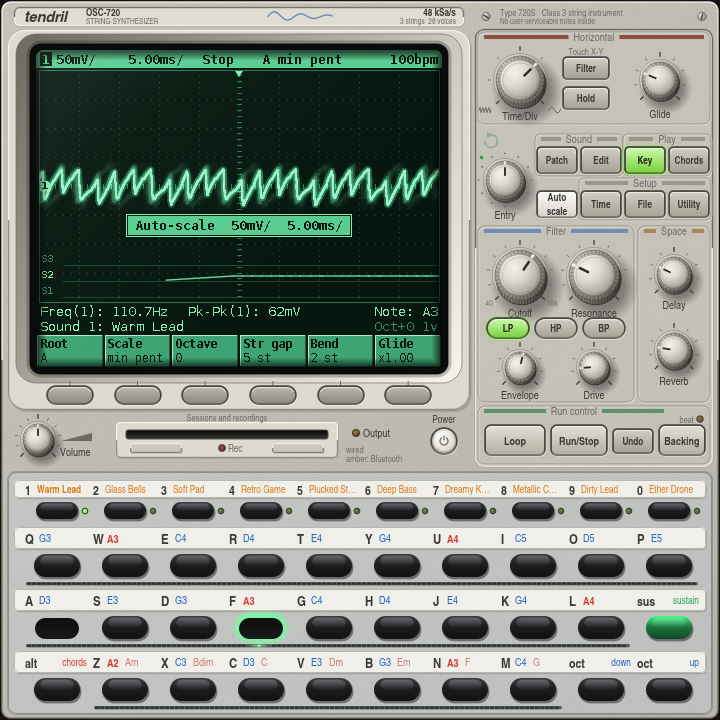 tendril OSC-720 STRING SYNTHESIZER 48 kSa/s 3 strings 28 voices
Type 720S Class 3 string instrument
No user-serviceable notes inside
1 50mV/ 5.00ms/ Stop A min pent 100bpm
1
Auto-scale 50mV/ 5.00ms/
S3
S2
S1
Freq(1): 110.7Hz Pk-Pk(1): 62mV Note: A3
Sound 1: Warm Lead Oct+0 1v
Root Scale Octave Str gap Bend Glide
A min pent 0 5 st 2 st x1.00
Horizontal
Touch X-Y
Filter
Hold
Time/Div Glide
Sound Play
Patch Edit Key Chords
Setup
Entry Auto scale Time File Utility
Filter Space
40 16k
Cutoff Resonance Delay
LP HP BP
Envelope Drive Reverb
Run control
beat
Loop Run/Stop Undo Backing
Volume
Sessions and recordings
Rec
Output
wired
amber: Bluetooth
Power
1 Warm Lead 2 Glass Bells 3 Soft Pad 4 Retro Game 5 Plucked St... 6 Deep Bass 7 Dreamy K... 8 Metallic C... 9 Dirty Lead 0 Ether Drone
Q G3 W A3 E C4 R D4 T E4 Y G4 U A4 I C5 O D5 P E5
A D3 S E3 D G3 F A3 G C4 H D4 J E4 K G4 L A4 sus sustain
alt chords Z A2 Am X C3 Bdim C D3 C V E3 Dm B G3 Em N A3 F M C4 G oct down oct up